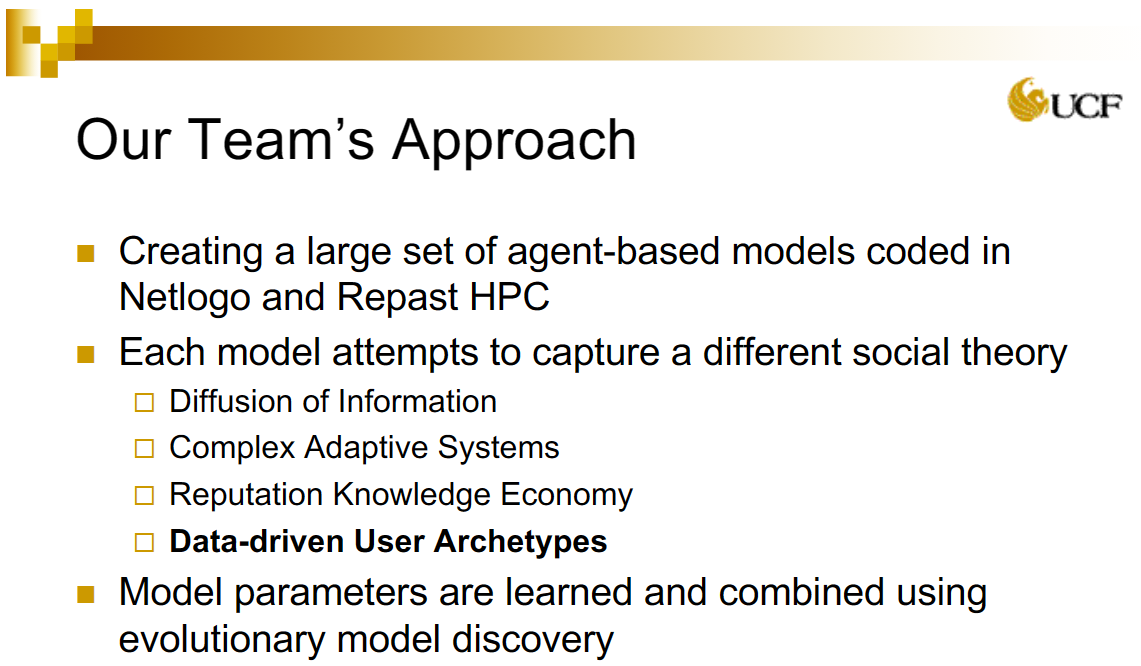 UCF
Our Team’s Approach
Creating a large set of agent-based models coded in
Netlogo and Repast HPC
Each model attempts to capture a different social theory
Diffusion of Information
Complex Adaptive Systems
Reputation Knowledge Economy
Data-driven User Archetypes
Model parameters are learned and combined using
evolutionary model discovery